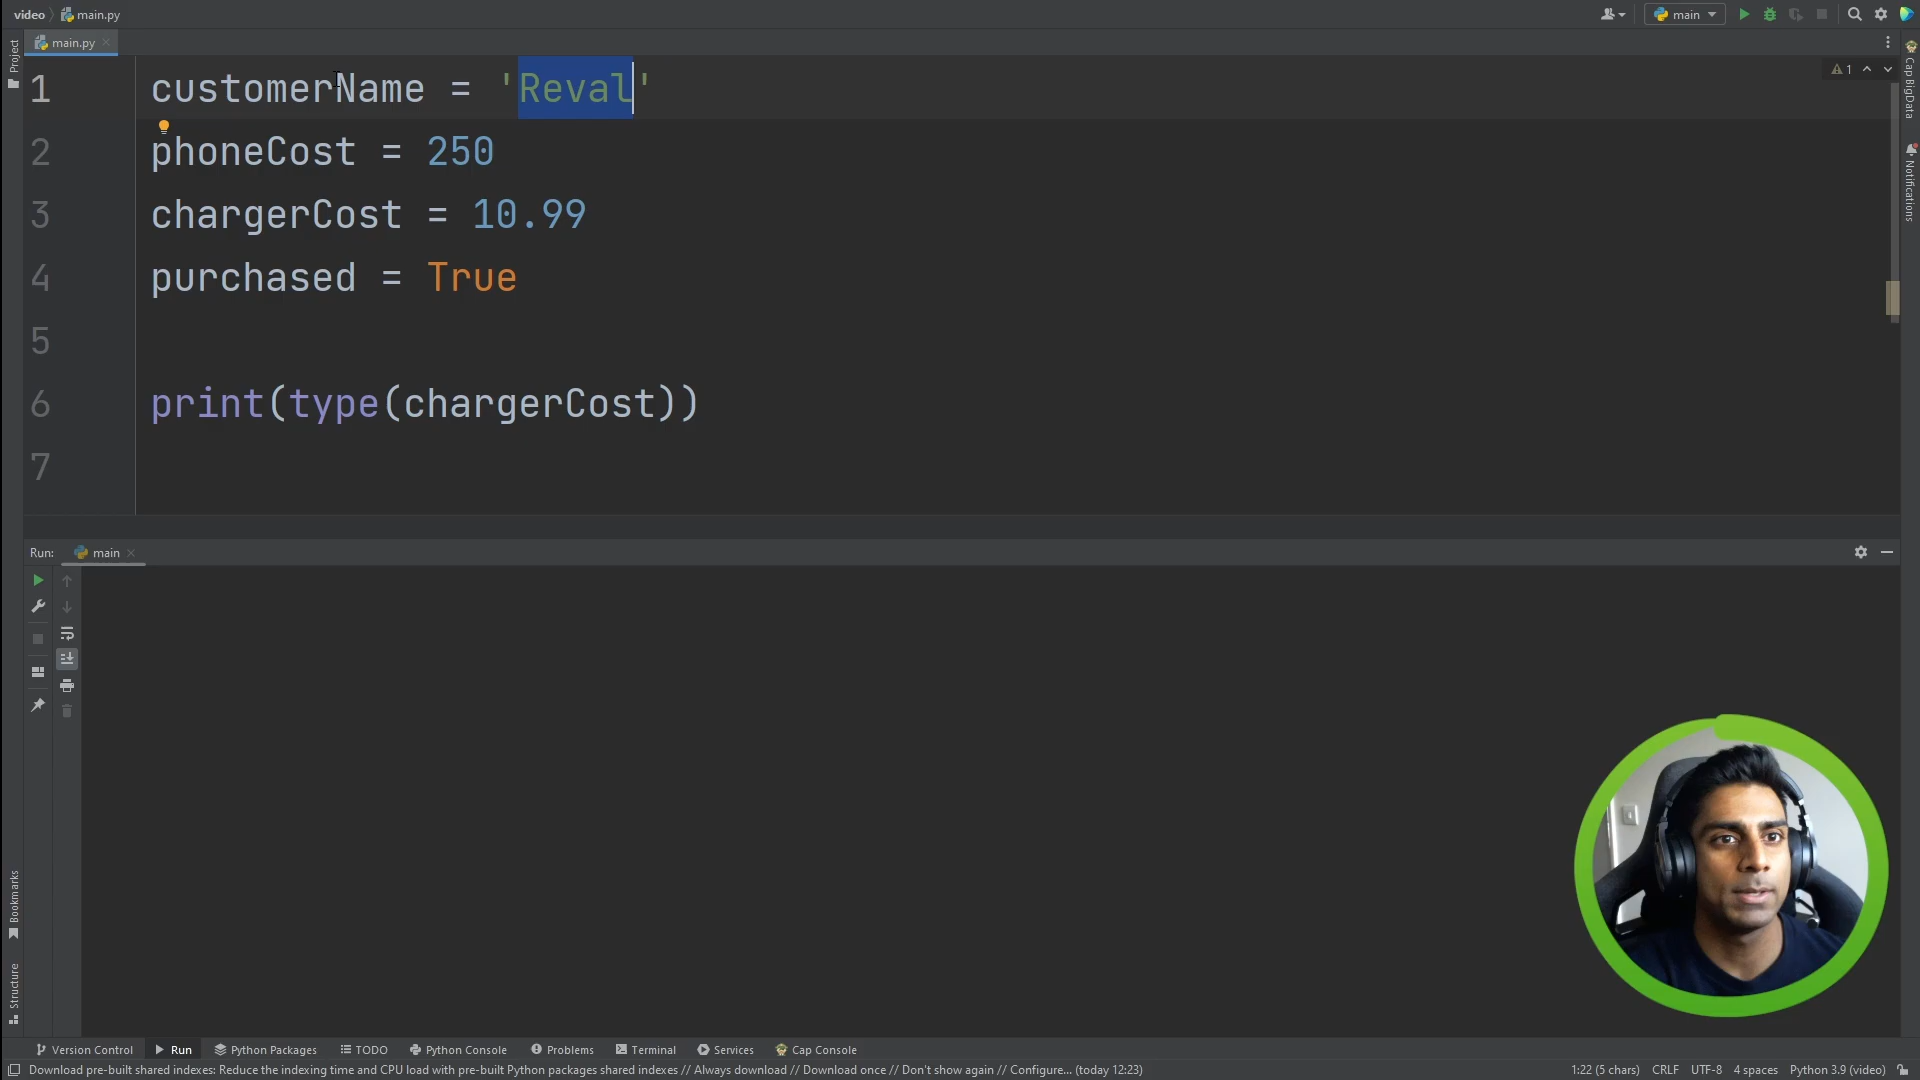 video
main.py
main
main.py
Project
1
customerName = 'Reval'
1
2
phoneCost = 250
3
chargerCost = 10.99
4
purchased = True
5
6
print(type(chargerCost))
7
Cap BigData
Notifications
Run:
main
Bookmarks
Structure
Version Control
Run
Python Packages
TODO
Python Console
Problems
Terminal
Services
Cap Console
Download pre-built shared indexes: Reduce the indexing time and CPU load with pre-built Python packages shared indexes // Always download // Download once // Don't show again // Configure... (today 12:23)
1:22 (5 chars)
CRLF
UTF-8
4 spaces
Python 3.9 (video)